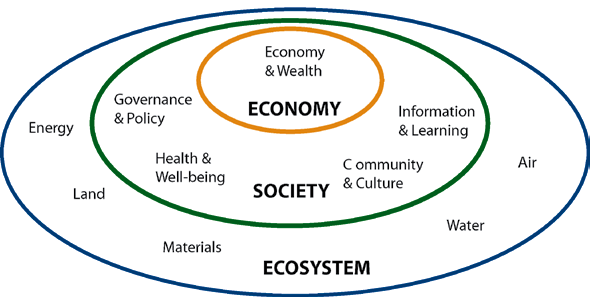 Economy
& Wealth
ECONOMY
Governance
& Policy
Information
& Learning
Energy
Health &
Well-being
C ommunity
& Culture
Air
Land
SOCIETY
Water
Materials
ECOSYSTEM